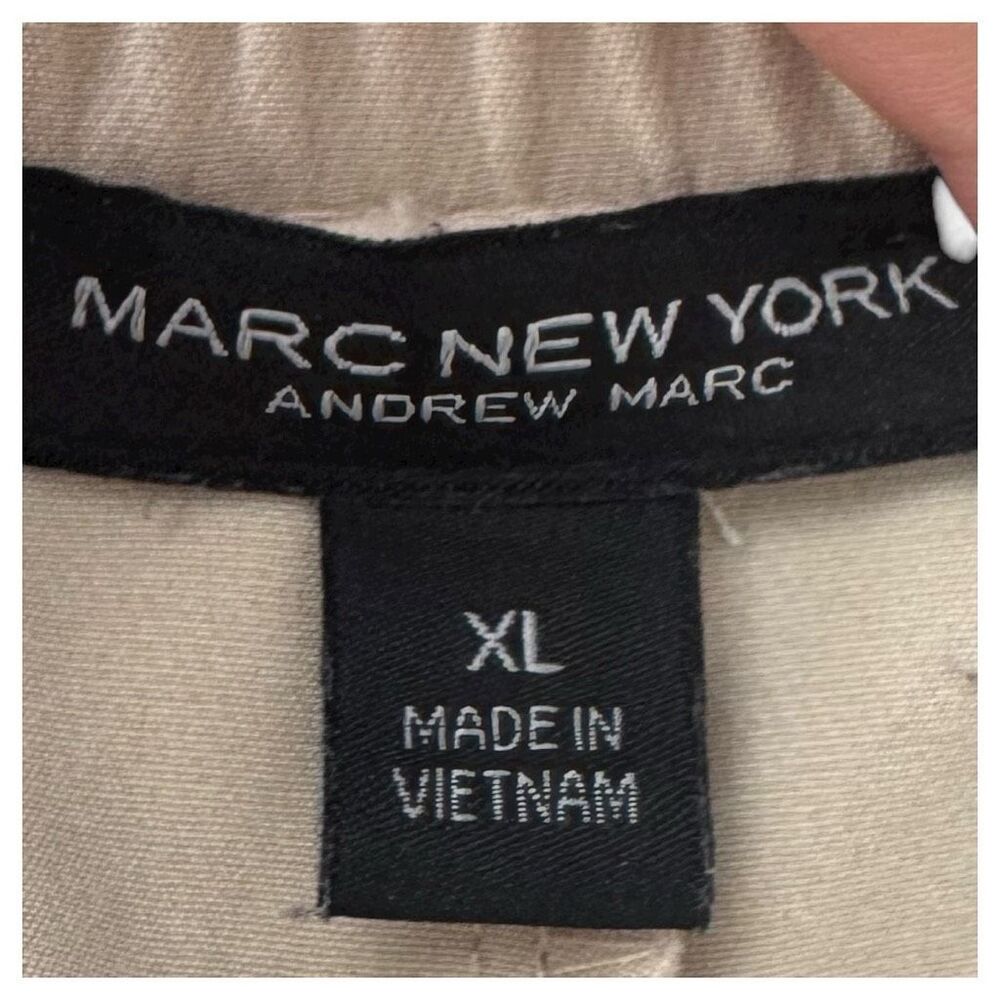 MARC NEW YORK
ANDREW MARC
XL
MADE IN
VIETNAM